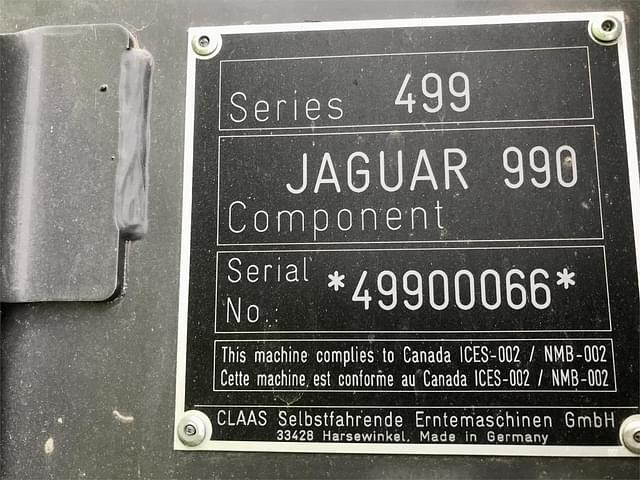 Series 499
JAGUAR 990
Component
Serial
No.: *49900066*
This machine complies to Canada ICES-002 / NMB-002
Cette machine, est conforme au Canada ICES-002 / NMB-002
CLAAS Selbstfahrende Erntemaschinen GmbH
33428 Harsewinkel, Made in Germany